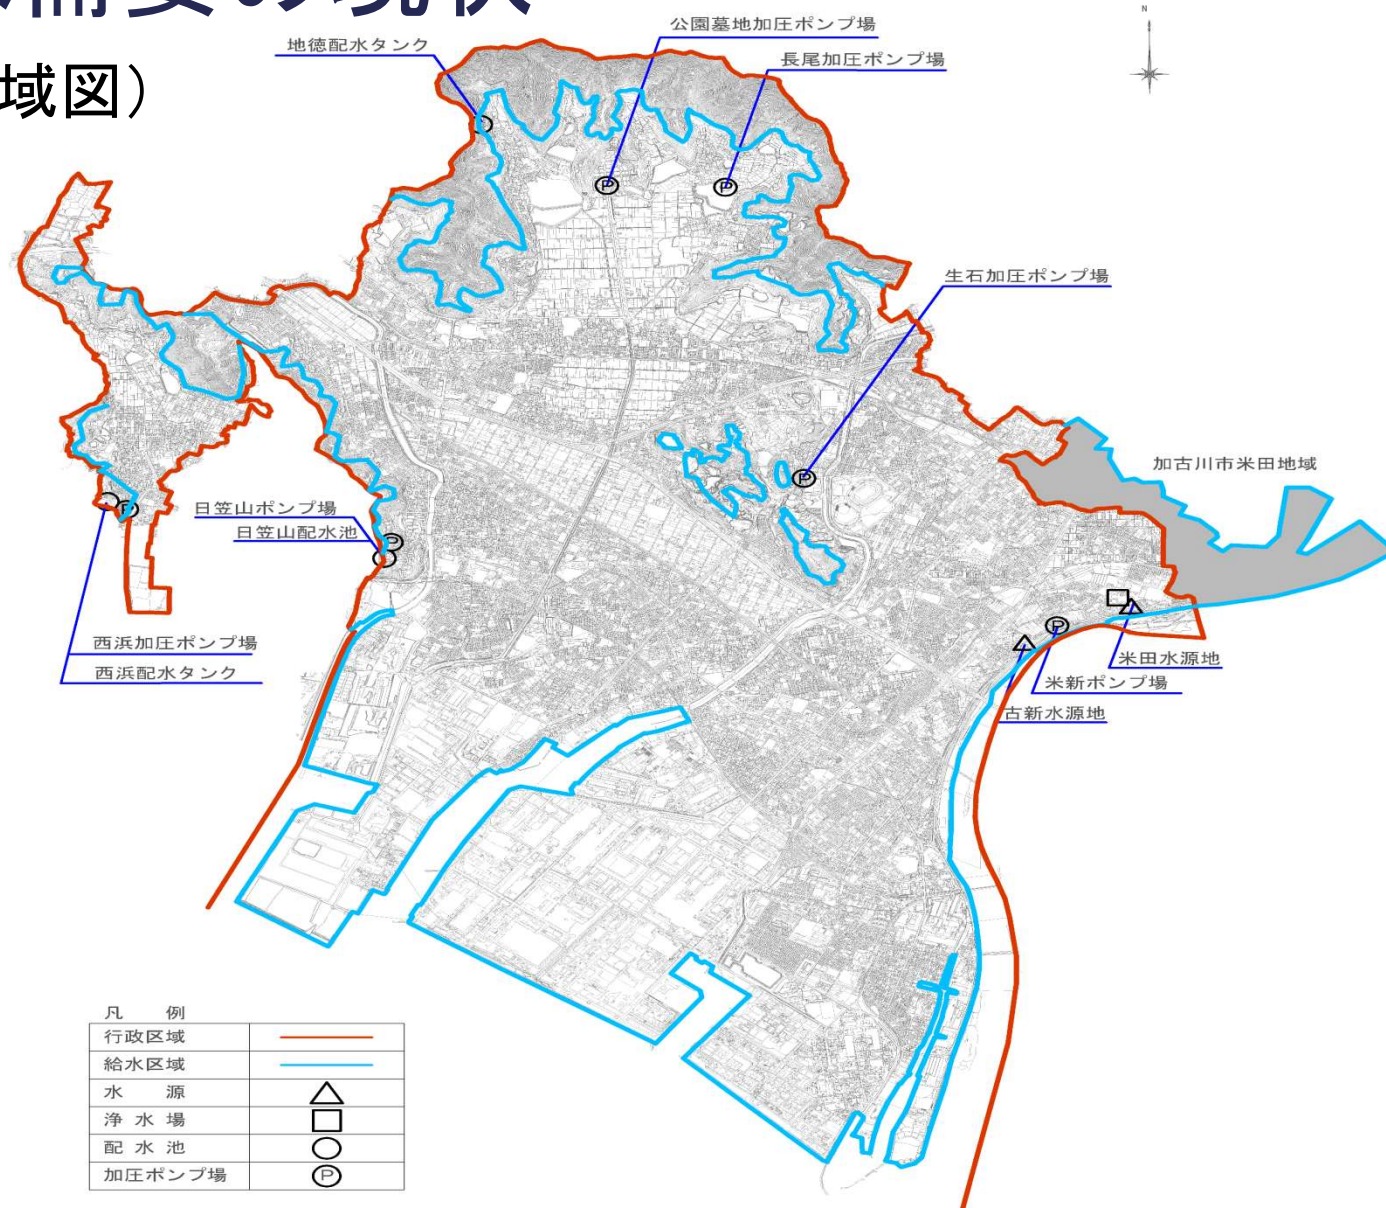 需要の現状
域図）
N
公園墓地加圧ポンプ場
地徳配水タンク
長尾加圧ポンプ場
生石加圧ポンプ場
加古川市米田地域
日笠山ポンプ場
日笠山配水池
西浜加圧ポンプ場
西浜配水タンク
米田水源地
米新ポンプ場
古新水源地
P
P
P
P
P
P
凡 例
行政区域
給水区域
水 源
浄 水 場
配 水 池
加圧ポンプ場 P